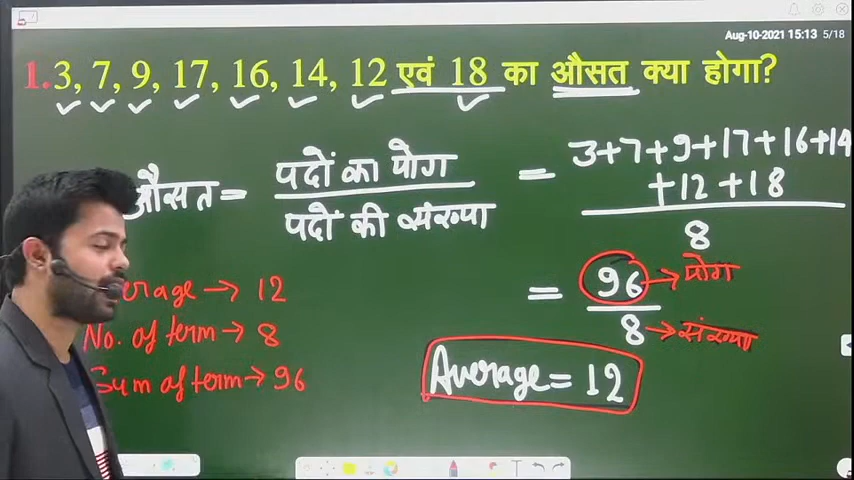 Aug-10-2021 15:13 5/18
1. 3, 7, 9, 17, 16, 14, 12 एवं 18 का औसत क्या होगा?
औसत = पदों का योग / पदों की संख्या = 3+7+9+17+16+14 +12+18 / 8
= 96 → योग
8 → संख्या
Average = 12
erage → 12
No. of term → 8
Sum of term → 96